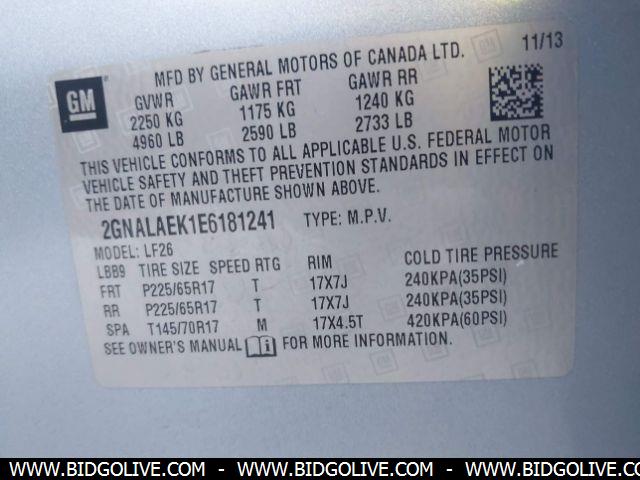 MFD BY GENERAL MOTORS OF CANADA LTD. 11/13
GM
GVWR GAWR FRT GAWR RR
2250 KG 1175 KG 1240 KG
4960 LB 2590 LB 2733 LB
THIS VEHICLE CONFORMS TO ALL APPLICABLE U.S. FEDERAL MOTOR
VEHICLE SAFETY AND THEFT PREVENTION STANDARDS IN EFFECT ON
THE DATE OF MANUFACTURE SHOWN ABOVE.
2GNALAEK1E6181241 TYPE: M.P.V.
MODEL: LF26
LBB9 TIRE SIZE SPEED RTG RIM COLD TIRE PRESSURE
FRT P225/65R17 T 17X7J 240KPA(35PSI)
RR P225/65R17 T 17X7J 240KPA(35PSI)
SPA T145/70R17 M 17X4.5T 420KPA(60PSI)
SEE OWNER'S MANUAL FOR MORE INFORMATION.
WWW.BIDGOLIVE.COM - WWW.BIDGOLIVE.COM - WWW.BIDGOLIVE.COM